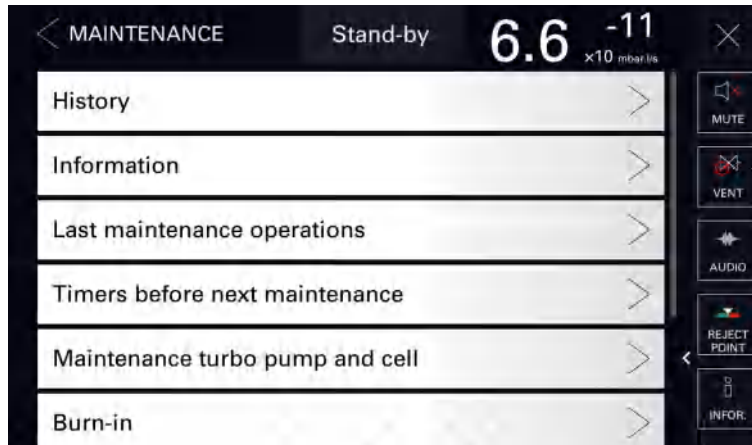 MAINTENANCE
Stand-by
6.6 x10 -11 mbar.l/s
History
Information
Last maintenance operations
Timers before next maintenance
Maintenance turbo pump and cell
Burn-in
MUTE
VENT
AUDIO
REJECT
POINT
INFOR.